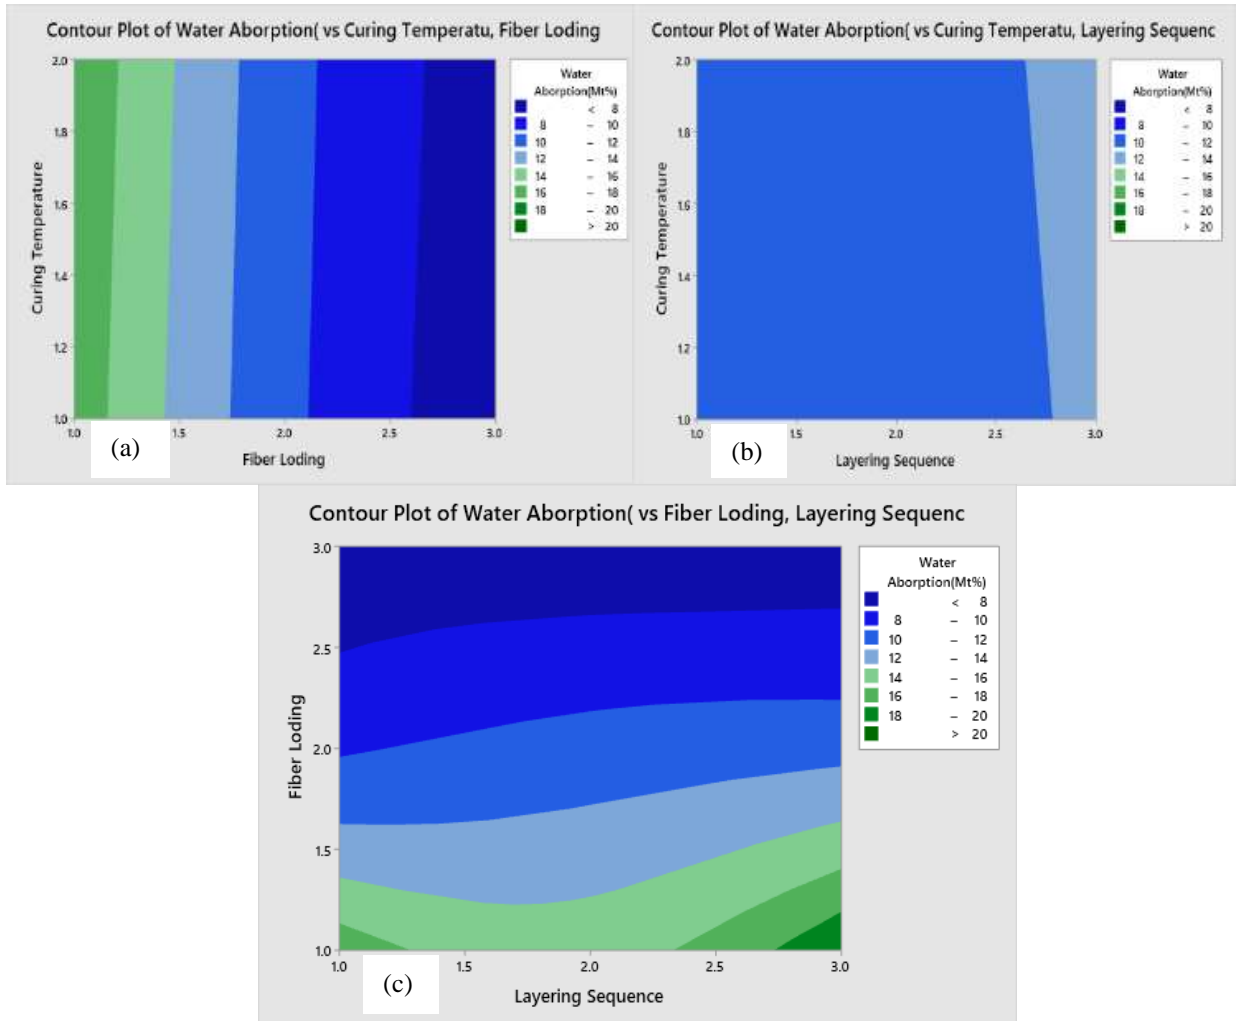 Contour Plot of Water Aborption( vs Curing Temperatu, Fiber Loding
Water
Aborption(Mt%)
< 8
8 – 10
10 – 12
12 – 14
14 – 16
16 – 18
18 – 20
> 20
2.0
1.8
1.6
1.4
1.2
1.0
Curing Temperature
1.0 1.5 2.0 2.5 3.0
(a)
Fiber Loding
Contour Plot of Water Aborption( vs Curing Temperatu, Layering Sequenc
Water
Aborption(Mt%)
< 8
8 – 10
10 – 12
12 – 14
14 – 16
16 – 18
18 – 20
> 20
2.0
1.8
1.6
1.4
1.2
1.0
Curing Temperature
1.0 1.5 2.0 2.5 3.0
(b)
Layering Sequence
Contour Plot of Water Aborption( vs Fiber Loding, Layering Sequenc
Water
Aborption(Mt%)
< 8
8 – 10
10 – 12
12 – 14
14 – 16
16 – 18
18 – 20
> 20
3.0
2.5
2.0
1.5
1.0
Fiber Loding
1.0 1.5 2.0 2.5 3.0
(c)
Layering Sequence